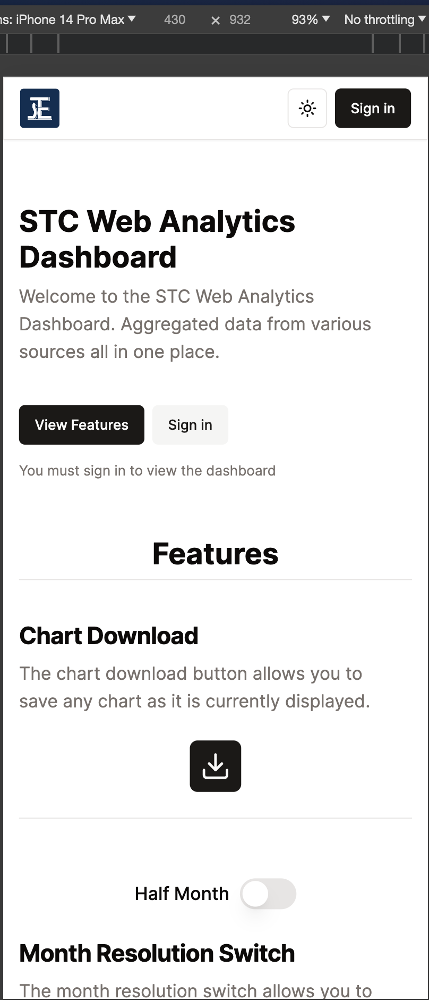 ns: iPhone 14 Pro Max ▼ 430 × 932 93% ▼ No throttling ▼
Sign in
STC Web Analytics
Dashboard
Welcome to the STC Web Analytics
Dashboard. Aggregated data from various
sources all in one place.
View Features Sign in
You must sign in to view the dashboard
Features
Chart Download
The chart download button allows you to
save any chart as it is currently displayed.
Half Month
Month Resolution Switch
The month resolution switch allows you to